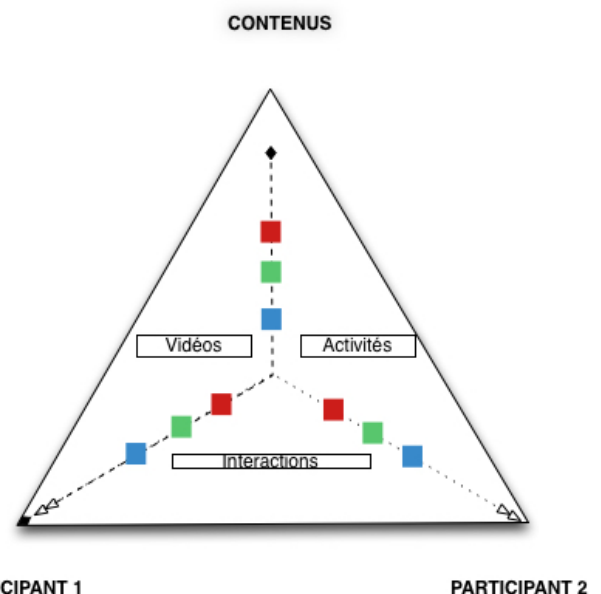 CONTENUS
Vidéos
Activités
Interactions
CIPANT 1
PARTICIPANT 2